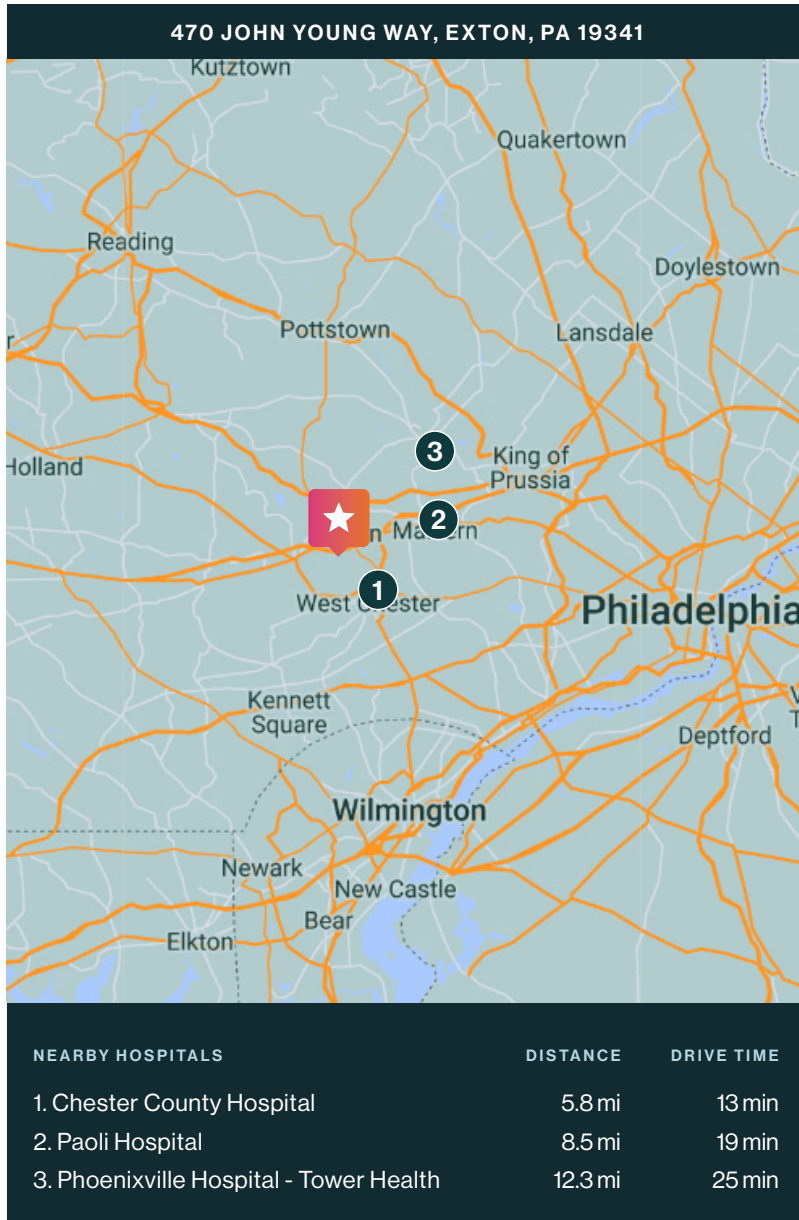 470 JOHN YOUNG WAY, EXTON, PA 19341
Kutztown
Quakertown
Reading
Doylestown
Pottstown
Lansdale
r
3
King of
Prussia
Holland
2
n
1
Philadelphia
Kennett
Square
V
T
Deptford
Wilmington
Newark
New Castle
Bear
Elkton
NEARBY HOSPITALS DISTANCE DRIVE TIME
1. Chester County Hospital 5.8 mi 13 min
2. Paoli Hospital 8.5 mi 19 min
3. Phoenixville Hospital - Tower Health 12.3 mi 25 min